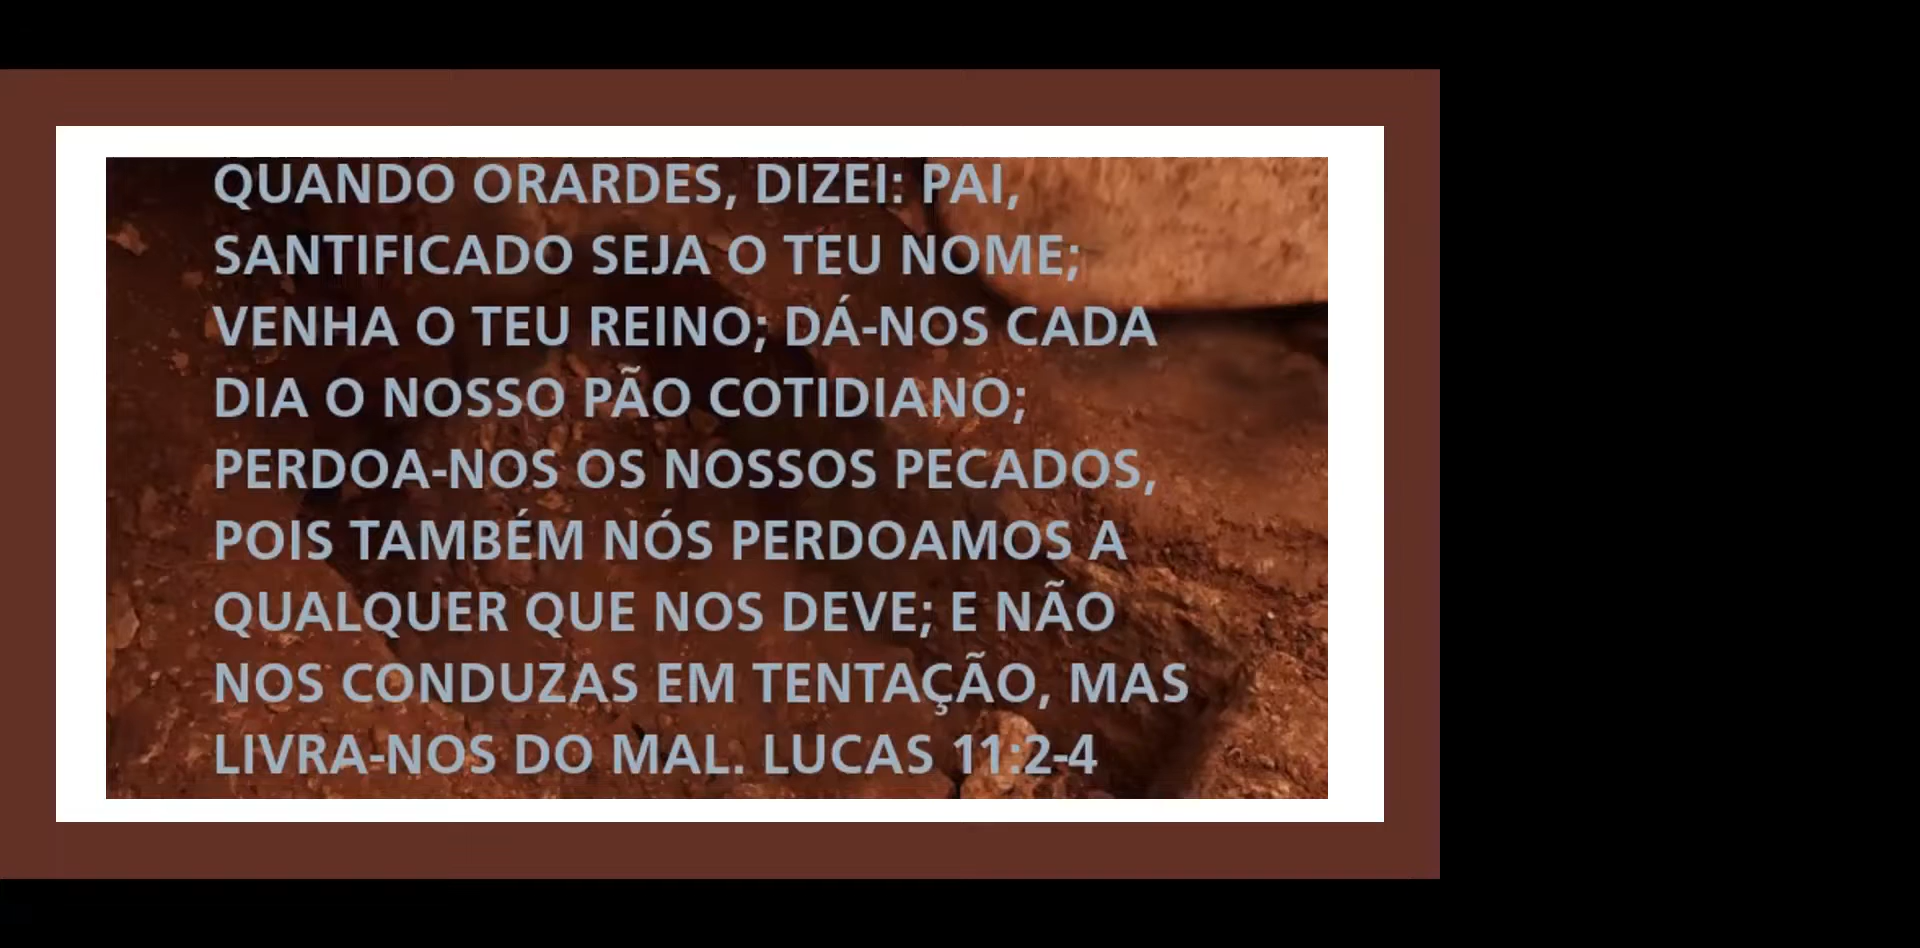 QUANDO ORARDES, DIZEI: PAI,
SANTIFICADO SEJA O TEU NOME;
VENHA O TEU REINO; DÁ-NOS CADA
DIA O NOSSO PÃO COTIDIANO;
PERDOA-NOS OS NOSSOS PECADOS,
POIS TAMBÉM NÓS PERDOAMOS A
QUALQUER QUE NOS DEVE; E NÃO
NOS CONDUZAS EM TENTAÇÃO, MAS
LIVRA-NOS DO MAL. LUCAS 11:2-4